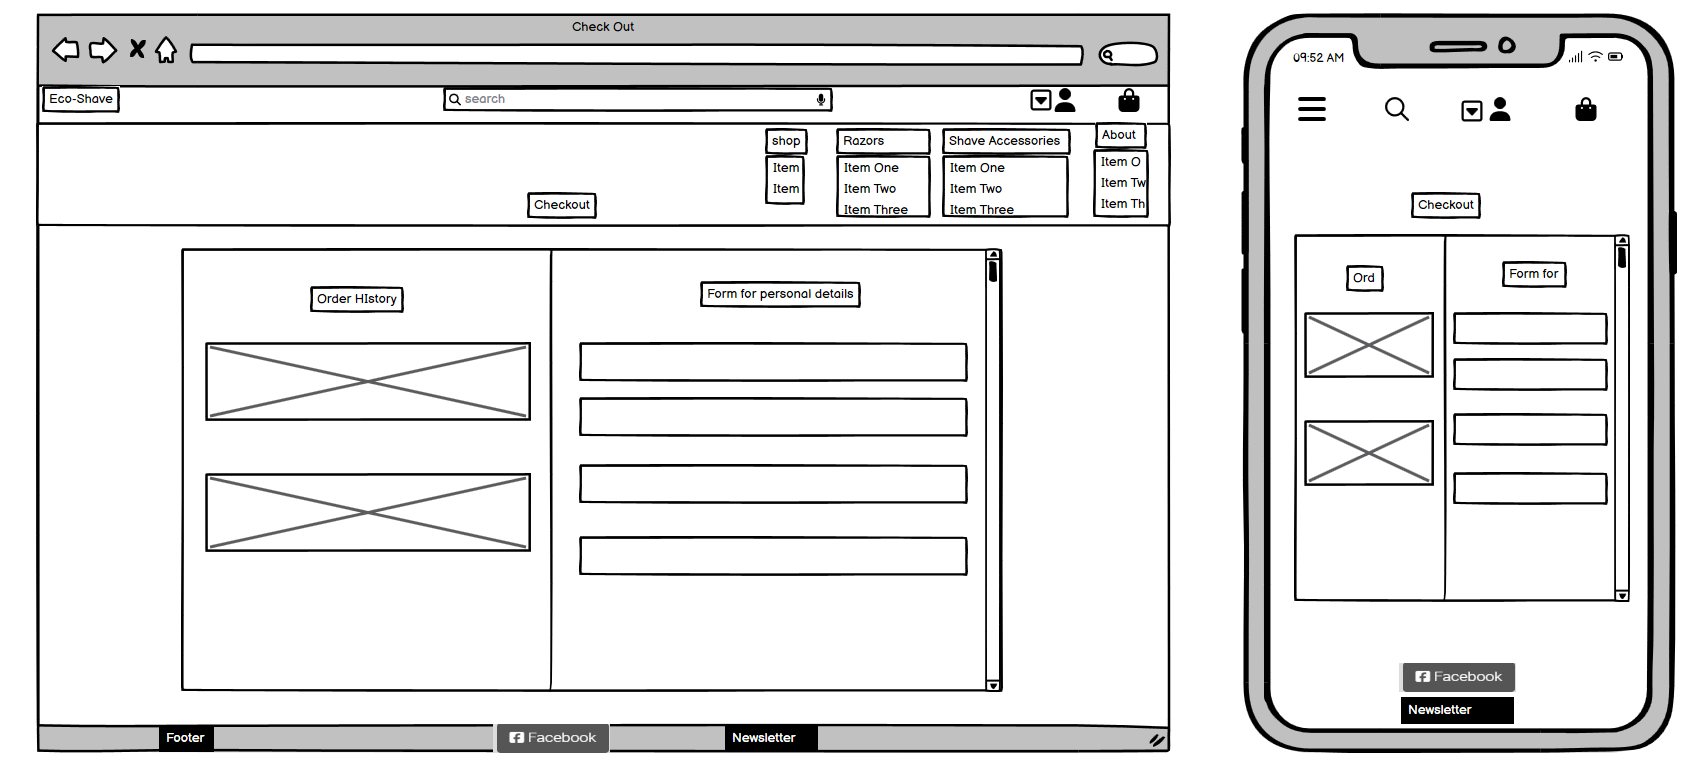 Check Out
Eco-Shave
search
shop
Razors
Shave Accessories
About
Item
Item
Item One
Item Two
Item Three
Item One
Item Two
Item Three
Item O
Item Tw
Item Th
Checkout
Order HIstory
Form for personal details
Footer
Facebook
Newsletter
09:52 AM
Checkout
Ord
Form for
Facebook
Newsletter